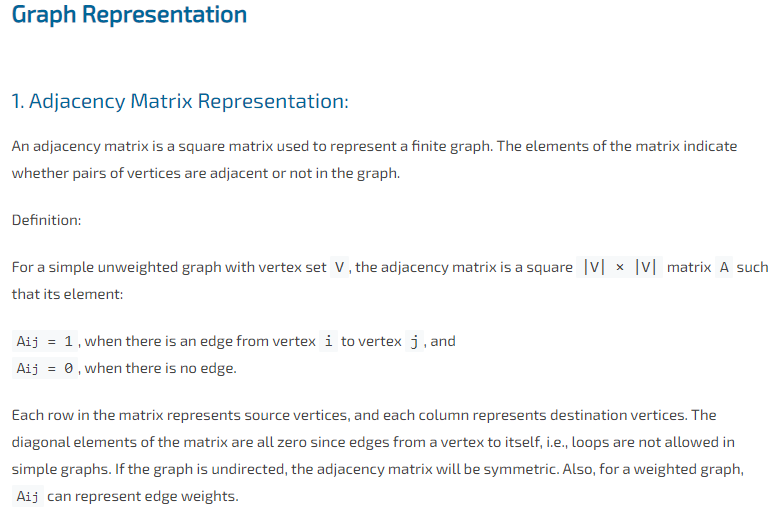 Graph Representation
1. Adjacency Matrix Representation:
An adjacency matrix is a square matrix used to represent a finite graph. The elements of the matrix indicate
whether pairs of vertices are adjacent or not in the graph.
Definition:
For a simple unweighted graph with vertex set V, the adjacency matrix is a square |V| × |V| matrix A such
that its element:
Aij = 1, when there is an edge from vertex i to vertex j, and
Aij = 0, when there is no edge.
Each row in the matrix represents source vertices, and each column represents destination vertices. The
diagonal elements of the matrix are all zero since edges from a vertex to itself, i.e., loops are not allowed in
simple graphs. If the graph is undirected, the adjacency matrix will be symmetric. Also, for a weighted graph,
Aij can represent edge weights.